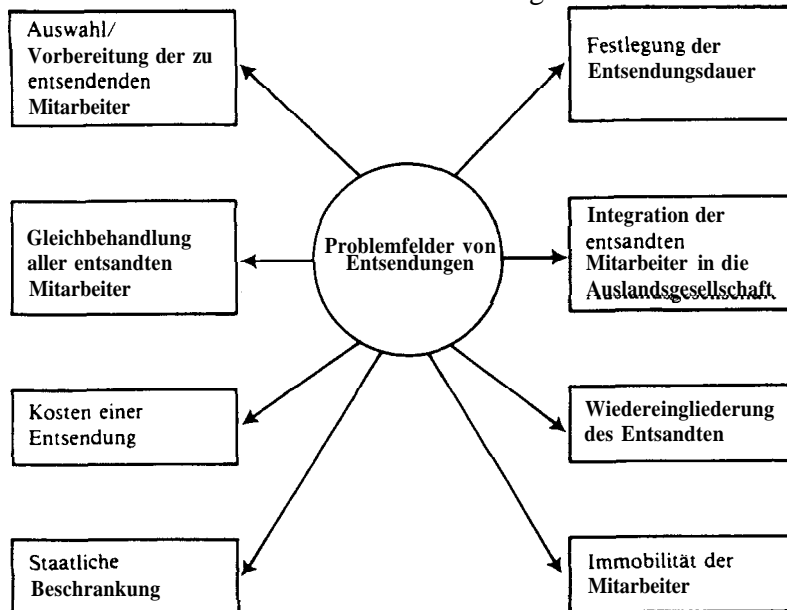 Auswahl/
Vorbereitung der zu
entsendenden
Mitarbeiter
Festlegung der
Entsendungsdauer
Gleichbehandlung
aller entsandten
Mitarbeiter
Problemfelder von
Entsendungen
Integration der
entsandten
Mitarbeiter in die
Auslandsgesellschaft
Kosten einer
Entsendung
Wiedereingliederung
des Entsandten
Staatliche
Beschrankung
Immobilität der
Mitarbeiter